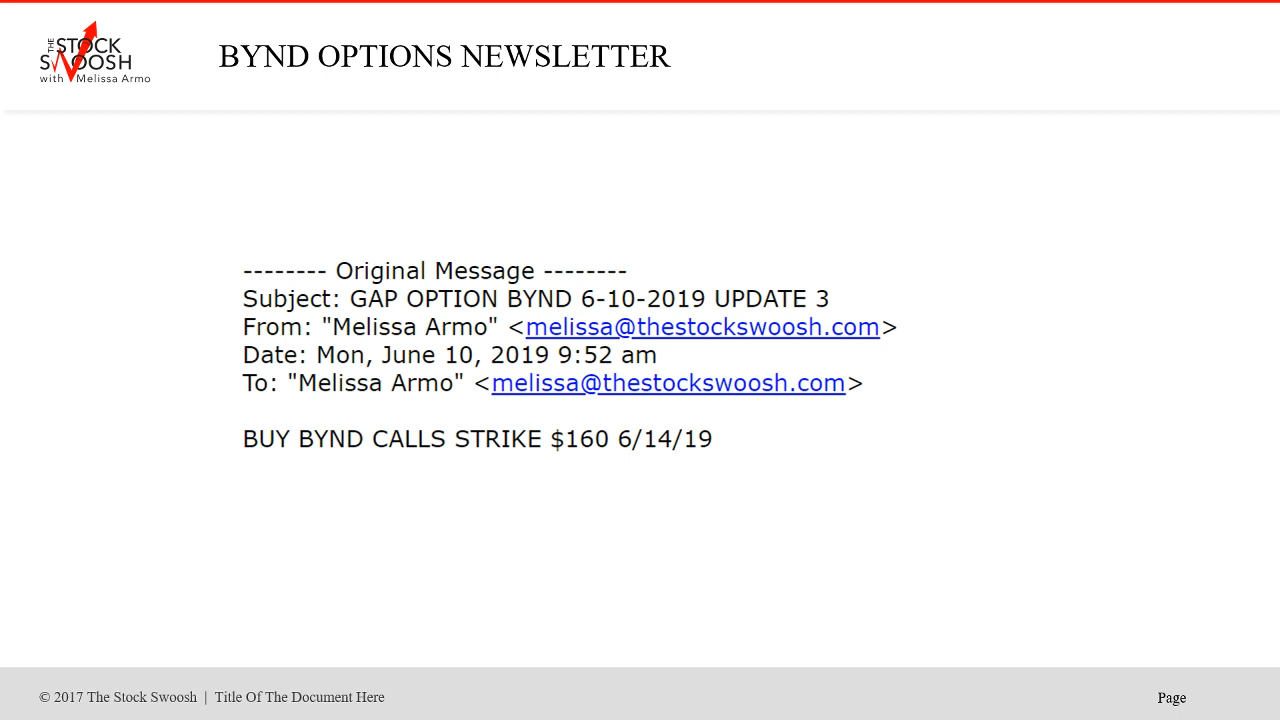 THE
STOCK
SWOOSH
with Melissa Armo
BYND OPTIONS NEWSLETTER
-------- Original Message --------
Subject: GAP OPTION BYND 6-10-2019 UPDATE 3
From: "Melissa Armo" <melissa@thestockswoosh.com>
Date: Mon, June 10, 2019 9:52 am
To: "Melissa Armo" <melissa@thestockswoosh.com>
BUY BYND CALLS STRIKE $160 6/14/19
© 2017 The Stock Swoosh | Title Of The Document Here
Page